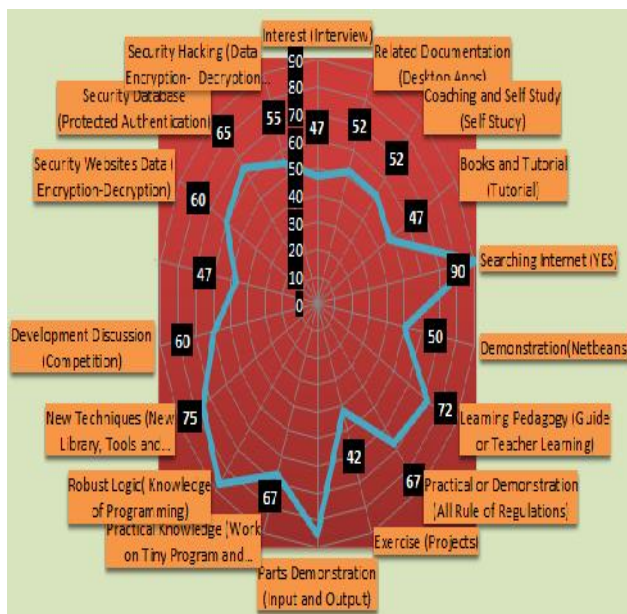 Interest (Interview)
Related Documentation
(Desktop Apps)
Coaching and Self Study
(Self Study)
Books and Tutorial
(Tutorial)
Searching Internet (YES)
Demonstration(Netbeans
Learning Pedagogy (Guide
or Teacher Learning)
Practical or Demonstration
(All Rule of Regulations)
Exercise (Projects)
Parts Demonstration
(Input and Output)
Practical Knowledge (Work
on Tiny Program and...
Robust Logic( Knowledge
of Programming)
New Techniques (New
Library, Tools and...
Development Discussion
(Competition)
Security Websites Data (
Encryption-Decryption)
Security Database
(Protected Authentication)
Security Hacking (Data
Encryption- Decryption...
90
80
70
60
50
40
30
20
10
0
47
52
52
47
90
50
72
67
42
67
75
60
47
60
65
55